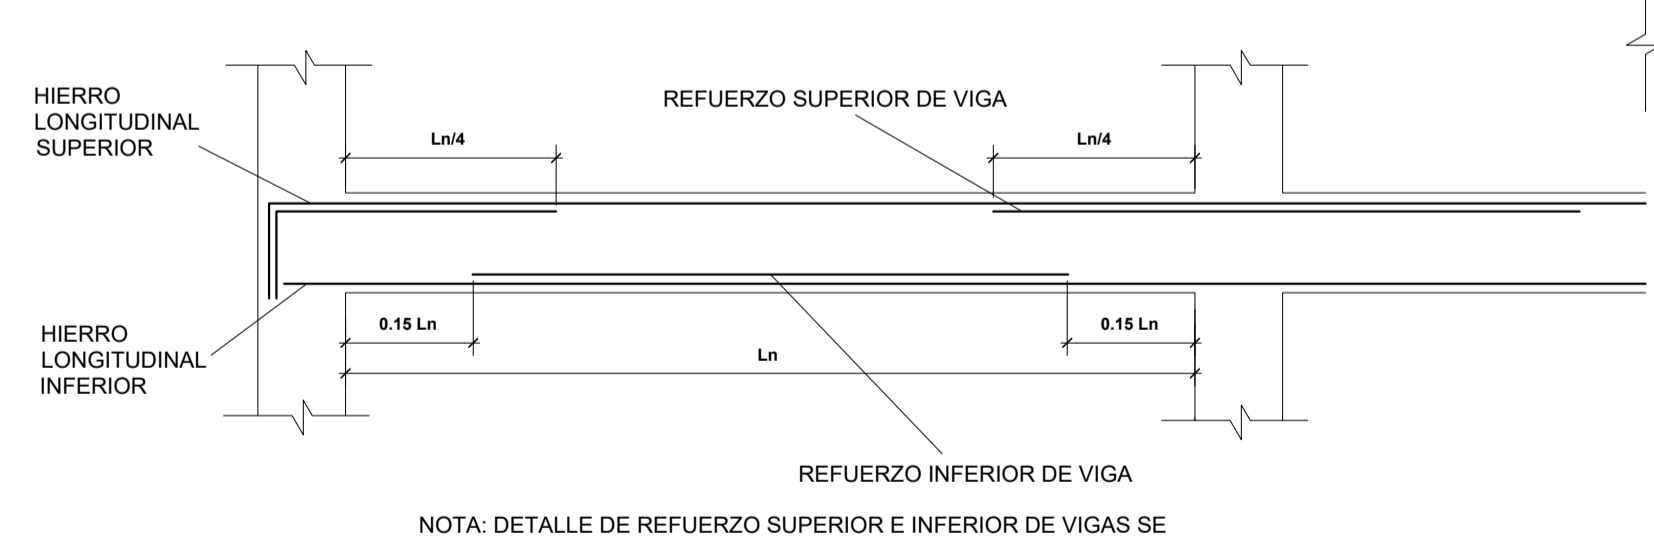 HIERRO
LONGITUDINAL
SUPERIOR
REFUERZO SUPERIOR DE VIGA
Ln/4
Ln/4
0.15 Ln
0.15 Ln
Ln
HIERRO
LONGITUDINAL
INFERIOR
REFUERZO INFERIOR DE VIGA
NOTA: DETALLE DE REFUERZO SUPERIOR E INFERIOR DE VIGAS SE